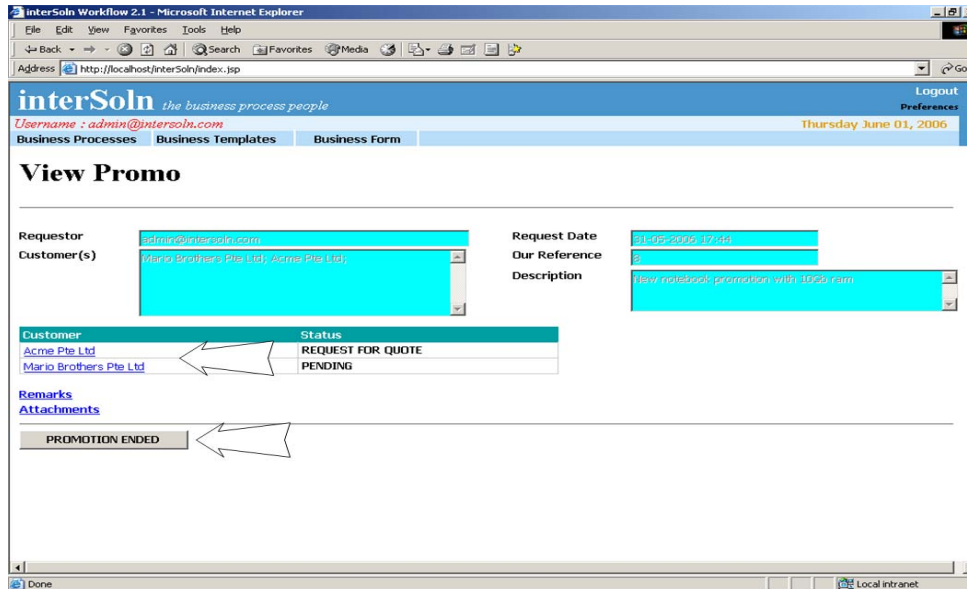 interSoln Workflow 2.1 - Microsoft Internet Explorer
File Edit View Favorites Tools Help
Back Search Favorites Media
Address http://localhost/interSoln/index.jsp Go
interSoln the business process people Logout
Preferences
Username : admin@intersoln.com Thursday June 01, 2006
Business Processes Business Templates Business Form
View Promo
Requestor admin@intersoln.com Request Date 31-05-2006 17:44
Customer(s) Mario Brothers Pte Ltd; Acme Pte Ltd; Our Reference 9
Description New notebook promotion with 10Gb ram
Customer Status
Acme Pte Ltd REQUEST FOR QUOTE
Mario Brothers Pte Ltd PENDING
Remarks
Attachments
PROMOTION ENDED
Done Local intranet